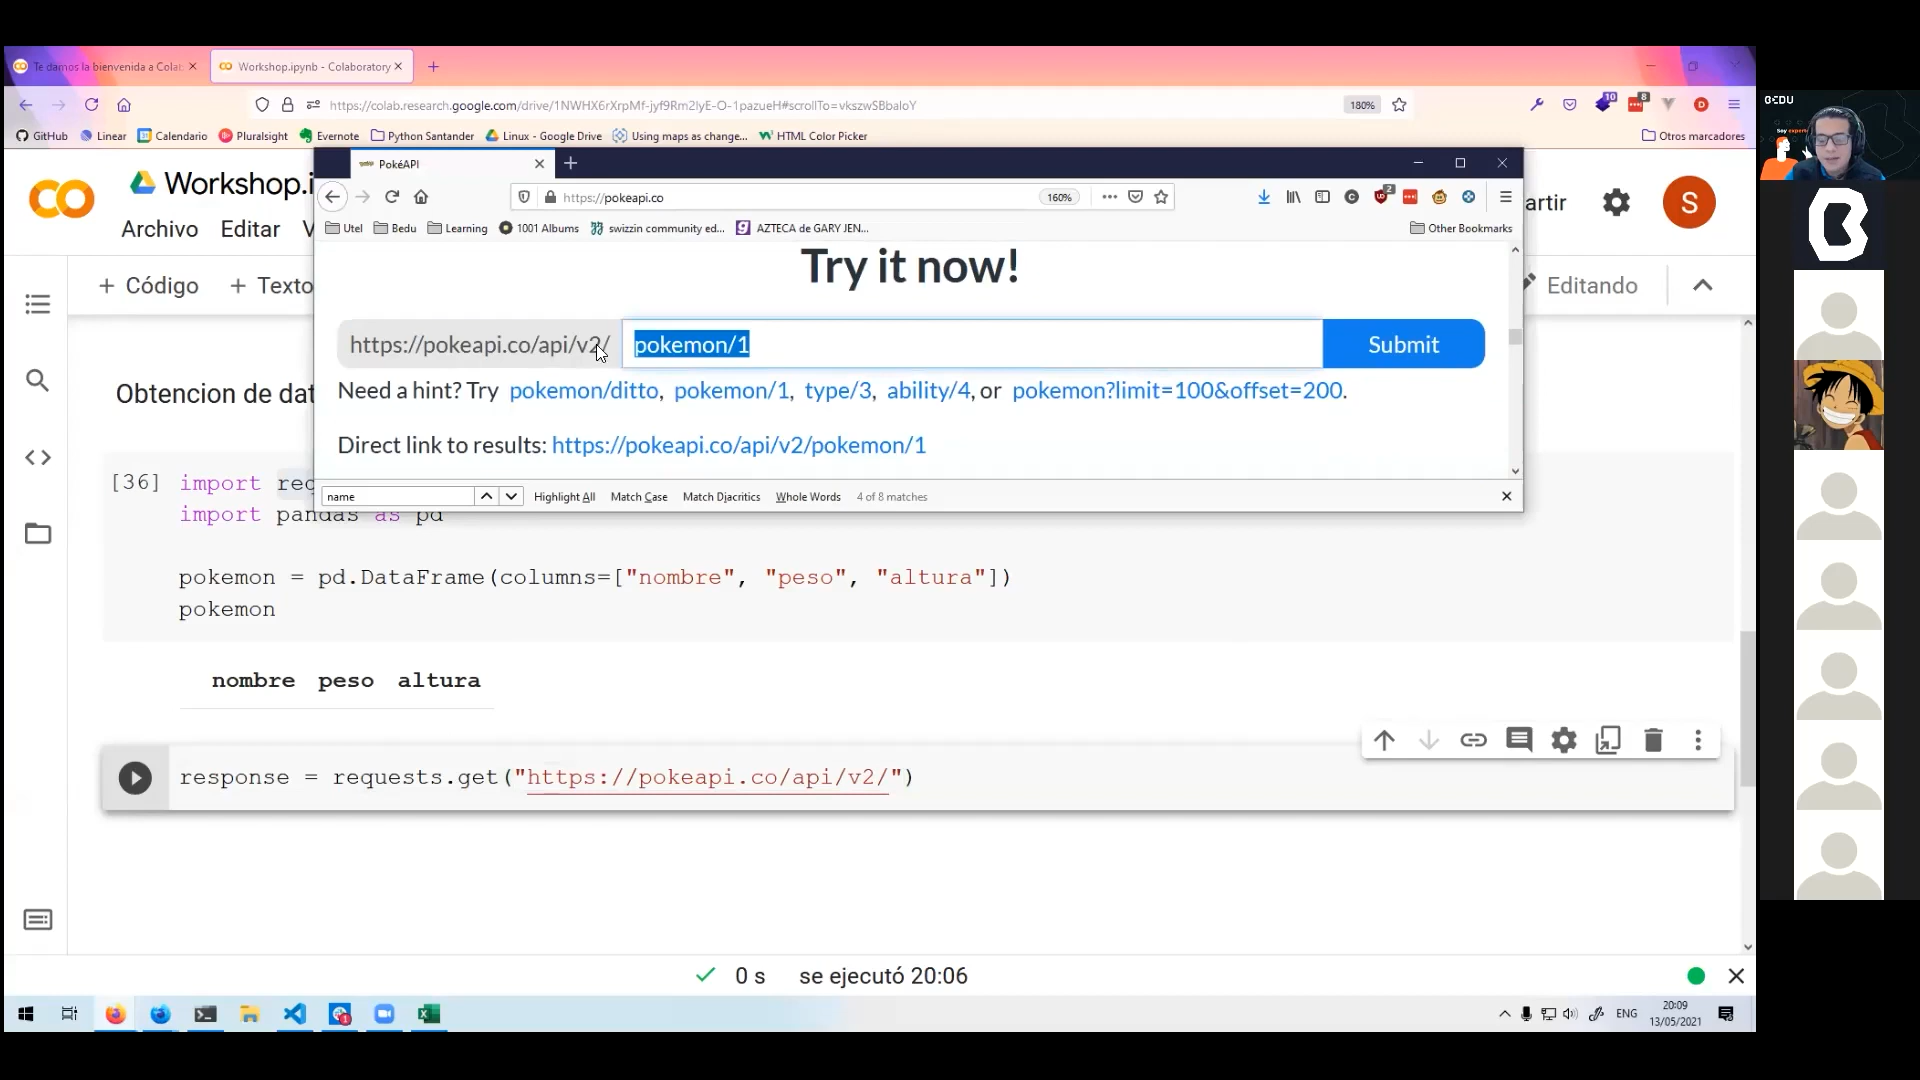 Te damos la bienvenida a Colab
Workshop.ipynb - Colaboratory
https://colab.research.google.com/drive/1NWHX6rXrpMf-jyf9Rm2lyE-O-1pazueH#scrollTo=vkszwSBbaloY
180%
10
8
D
GitHub
Linear
31
Calendario
Pluralsight
Evernote
Python Santander
Linux - Google Drive
Using maps as change...
HTML Color Picker
Otros marcadores
BEDU
Soy experto
Workshop.i
Archivo
Editar
V
artir
S
+ Código
+ Texto
Editando
PokéAPI
https://pokeapi.co
160%
2
Utel
Bedu
Learning
1001 Albums
swizzin community ed...
AZTECA de GARY JEN...
Other Bookmarks
Try it now!
https://pokeapi.co/api/v2/
pokemon/1
Submit
Need a hint? Try pokemon/ditto, pokemon/1, type/3, ability/4, or pokemon?limit=100&offset=200.
Direct link to results: https://pokeapi.co/api/v2/pokemon/1
name
Highlight All
Match Case
Match Diacritics
Whole Words
4 of 8 matches
Obtencion de dat
[36]
import req
import pandas as pd
pokemon = pd.DataFrame(columns=["nombre", "peso", "altura"])
pokemon
nombre peso altura
response = requests.get("https://pokeapi.co/api/v2/")
0 s
se ejecutó 20:06
ENG
20:09
13/05/2021